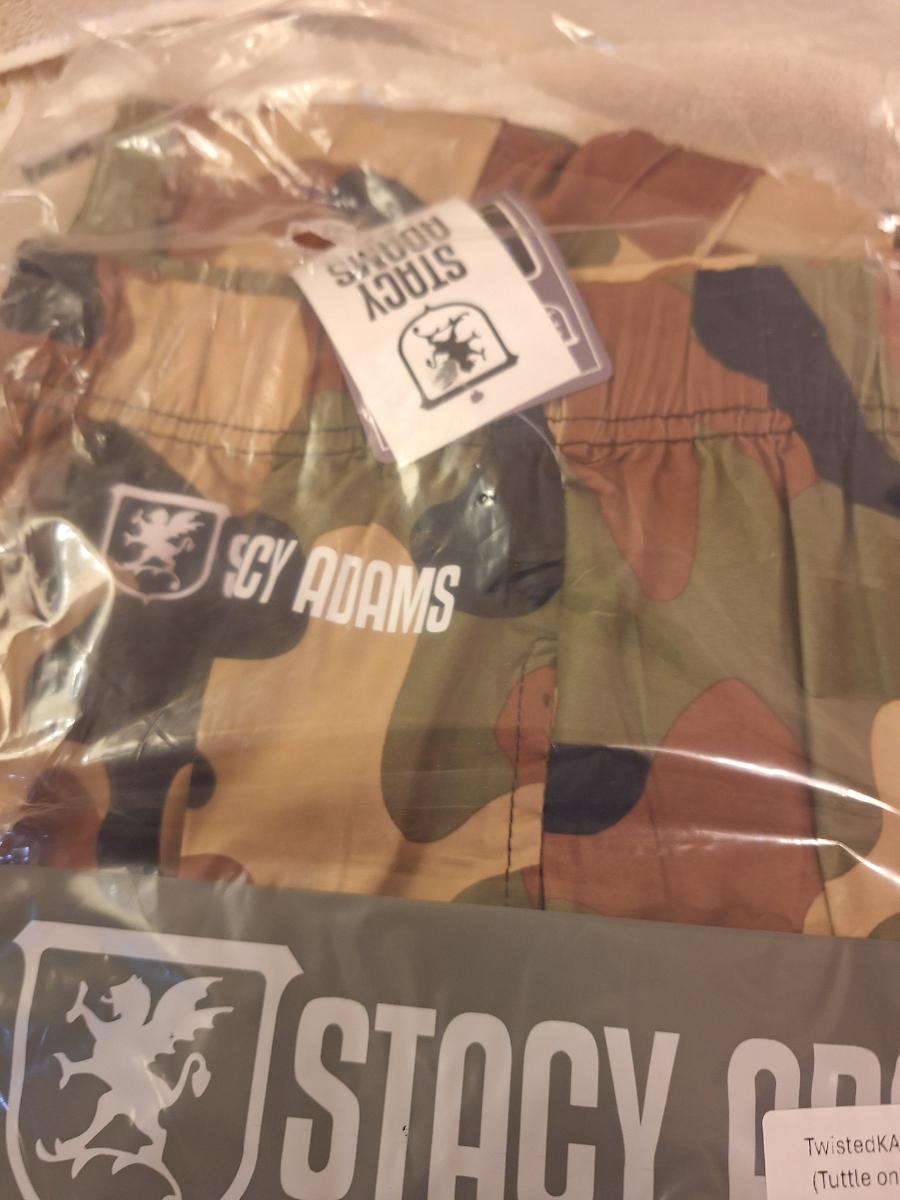 STACY
ADAMS
CY ADAMS
STACY
TwistedKA
(Tuttle on